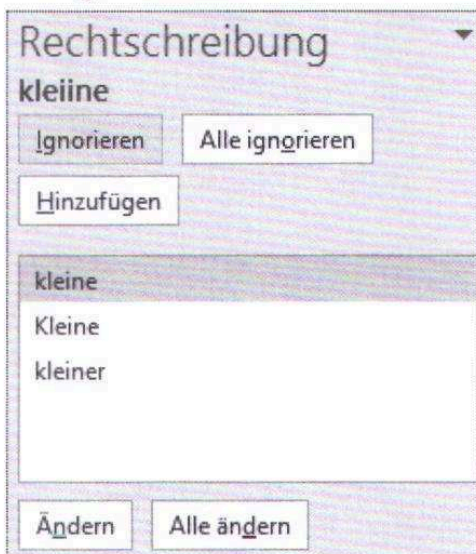 Rechtschreibung
kleiine
Ignorieren Alle ignorieren
Hinzufügen
kleine
Kleine
kleiner
Ändern Alle ändern